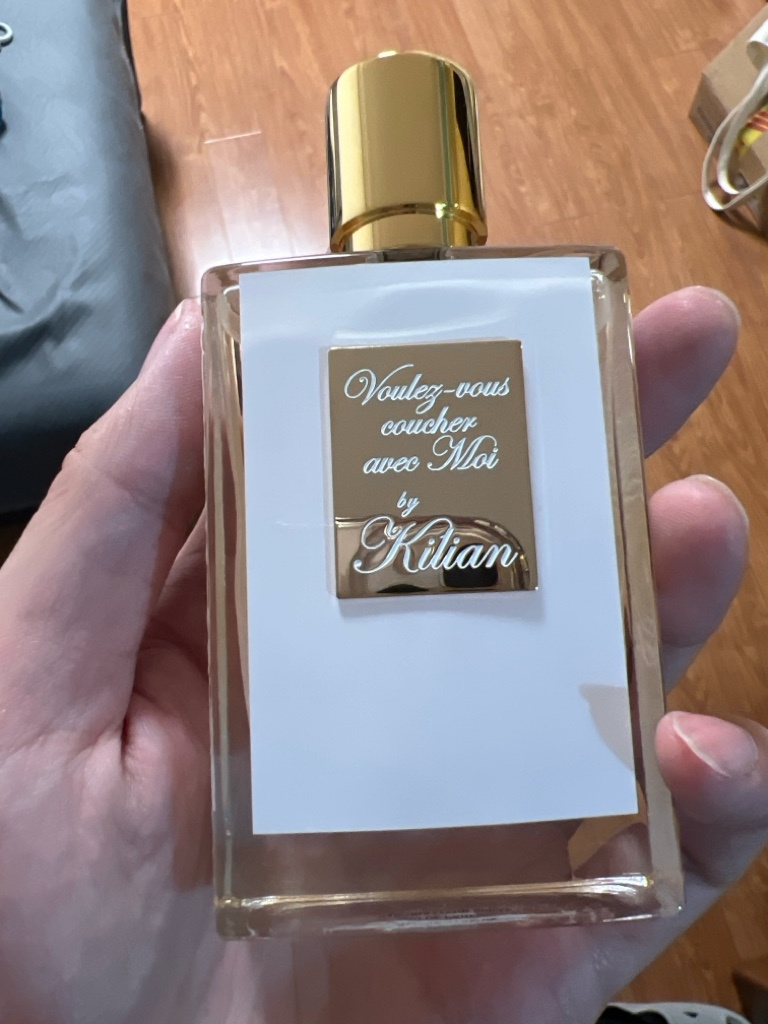 Voulez-vous
coucher
avec Moi
by
Kilian